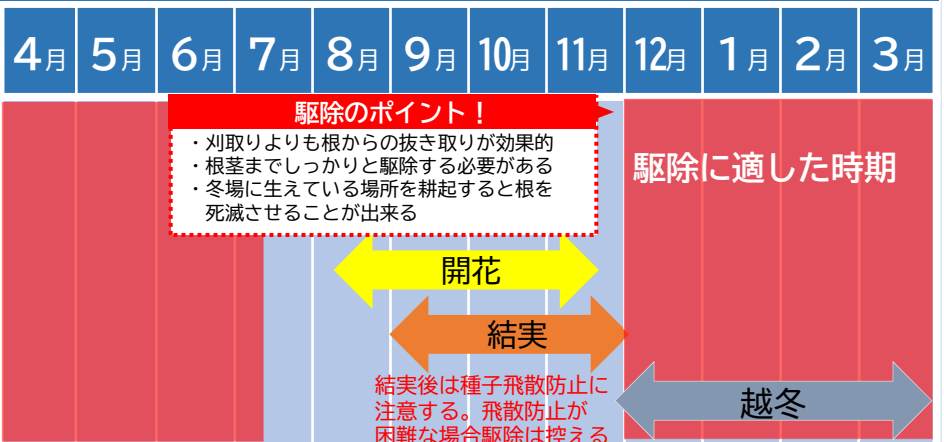 4月 5月 6月 7月 8月 9月 10月 11月 12月 1月 2月 3月
駆除のポイント！
・刈取りよりも根からの抜き取りが効果的
・根茎までしっかりと駆除する必要がある
・冬場に生えている場所を耕起すると根を
死滅させることが出来る
駆除に適した時期
開花
結実
結実後は種子飛散防止に
注意する。飛散防止が
困難な場合駆除は控える
越冬